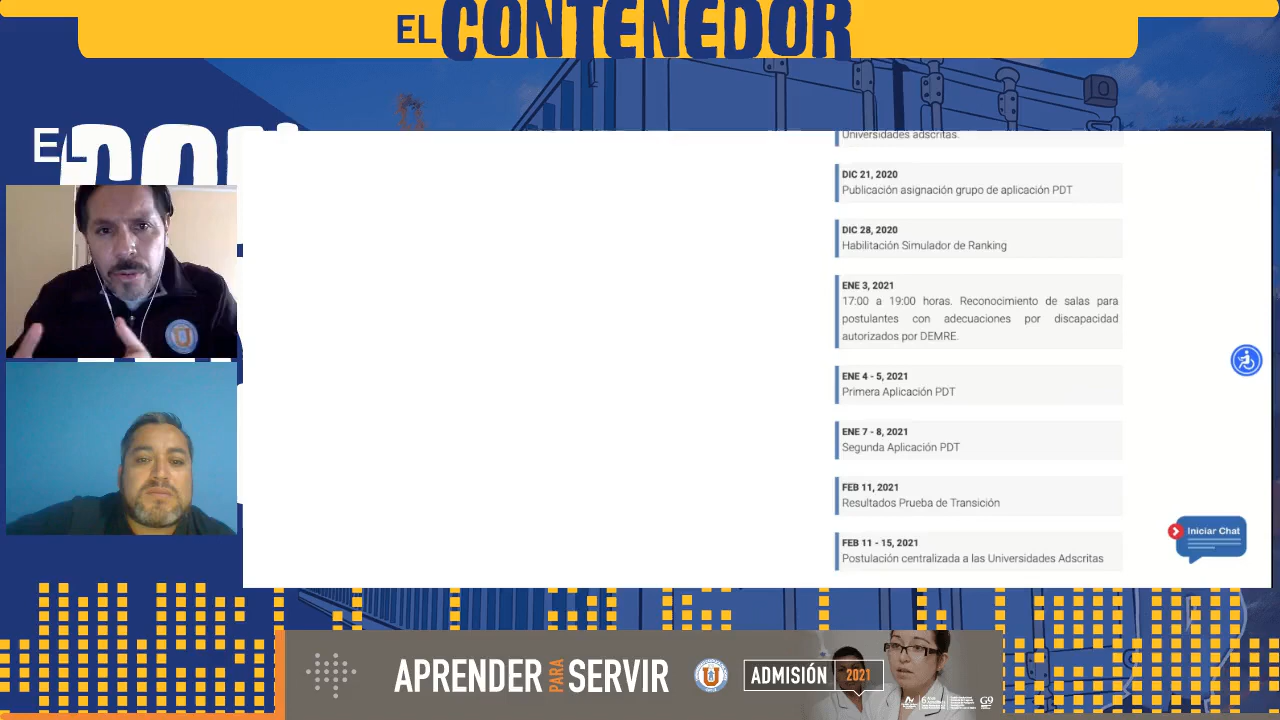 EL CONTENEDOR
EL
Universidades adscritas.
DIC 21, 2020
Publicación asignación grupo de aplicación PDT
DIC 28, 2020
Habilitación Simulador de Ranking
ENE 3, 2021
17:00 a 19:00 horas. Reconocimiento de salas para
postulantes con adecuaciones por discapacidad
autorizados por DEMRE.
ENE 4 - 5, 2021
Primera Aplicación PDT
ENE 7 - 8, 2021
Segunda Aplicación PDT
FEB 11, 2021
Resultados Prueba de Transición
FEB 11 - 15, 2021
Postulación centralizada a las Universidades Adscritas
Iniciar Chat
APRENDER PARA SERVIR
ADMISIÓN 2021
G9